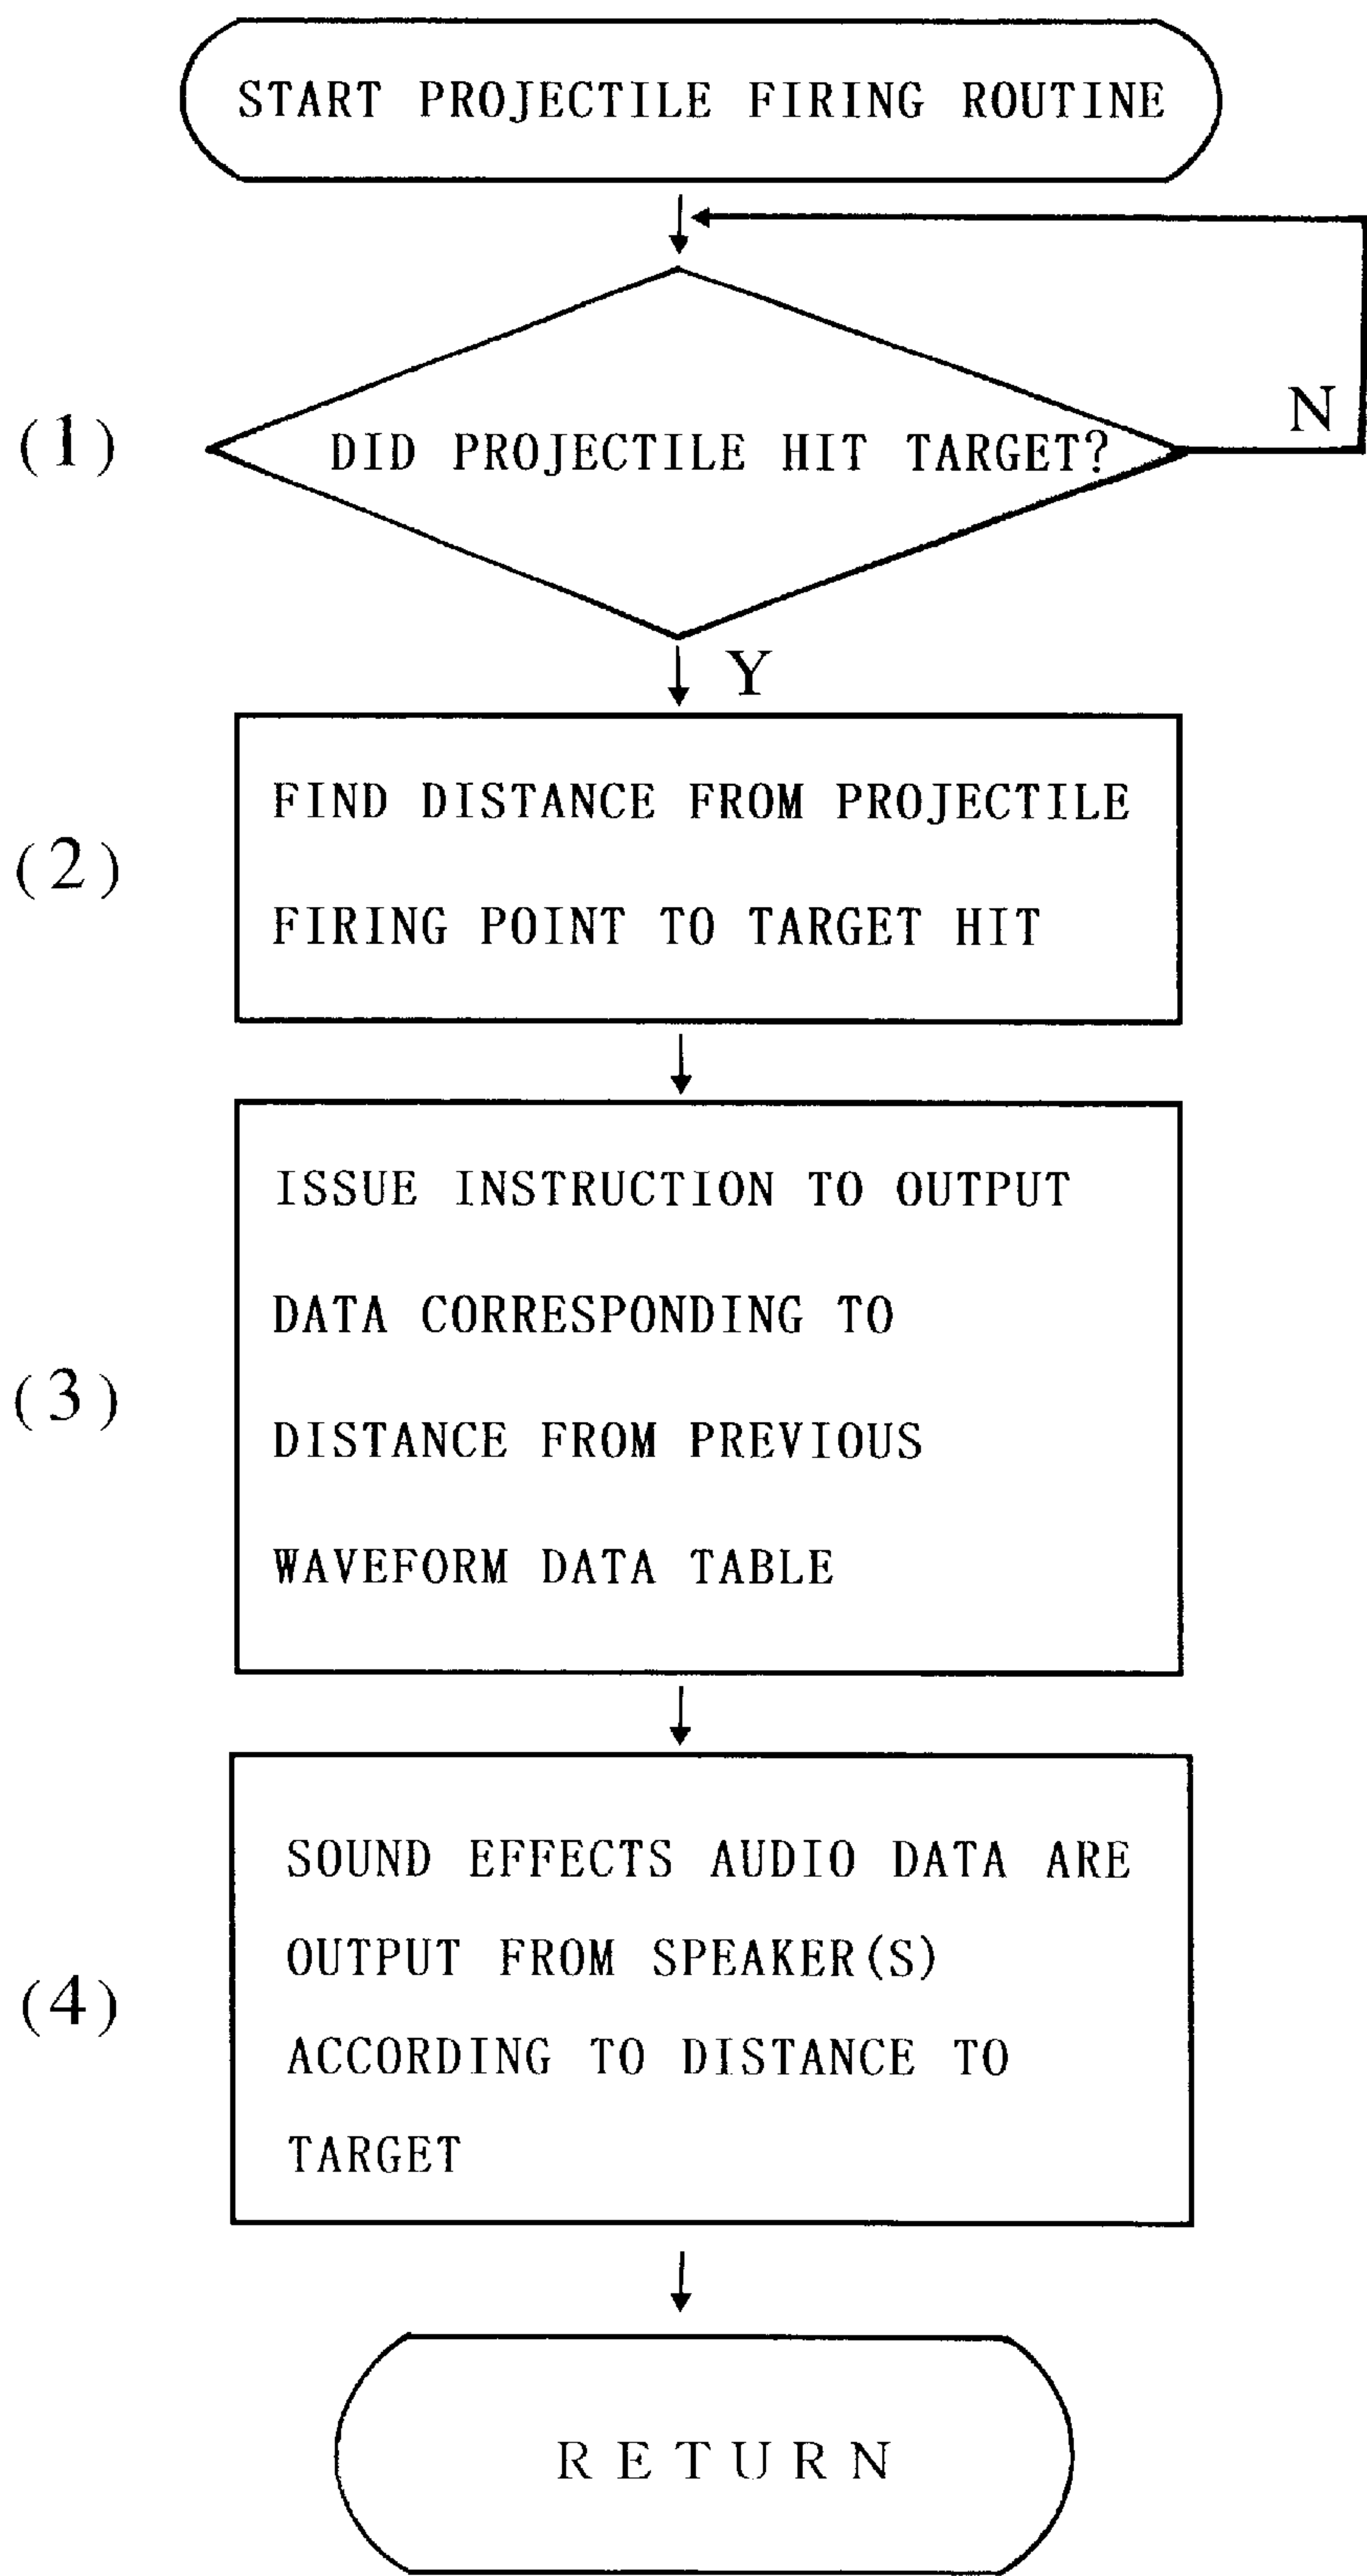 START PROJECTILE FIRING ROUTINE
(1)
DID PROJECTILE HIT TARGET?
N
Y
(2)
FIND DISTANCE FROM PROJECTILE
FIRING POINT TO TARGET HIT
(3)
ISSUE INSTRUCTION TO OUTPUT
DATA CORRESPONDING TO
DISTANCE FROM PREVIOUS
WAVEFORM DATA TABLE
(4)
SOUND EFFECTS AUDIO DATA ARE
OUTPUT FROM SPEAKER(S)
ACCORDING TO DISTANCE TO
TARGET
RETURN